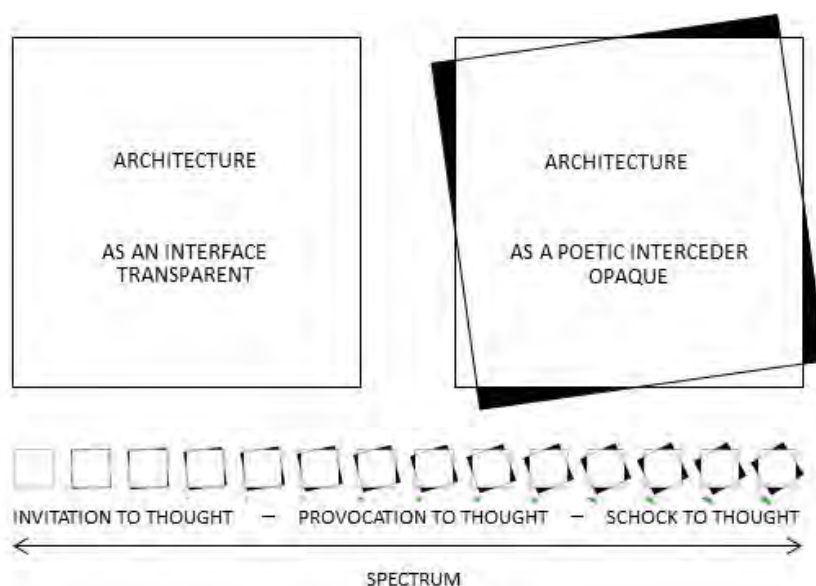 ARCHITECTURE
AS AN INTERFACE
TRANSPARENT
ARCHITECTURE
AS A POETIC INTERCEDER
OPAQUE
INVITATION TO THOUGHT – PROVOCATION TO THOUGHT – SCHOCK TO THOUGHT
SPECTRUM